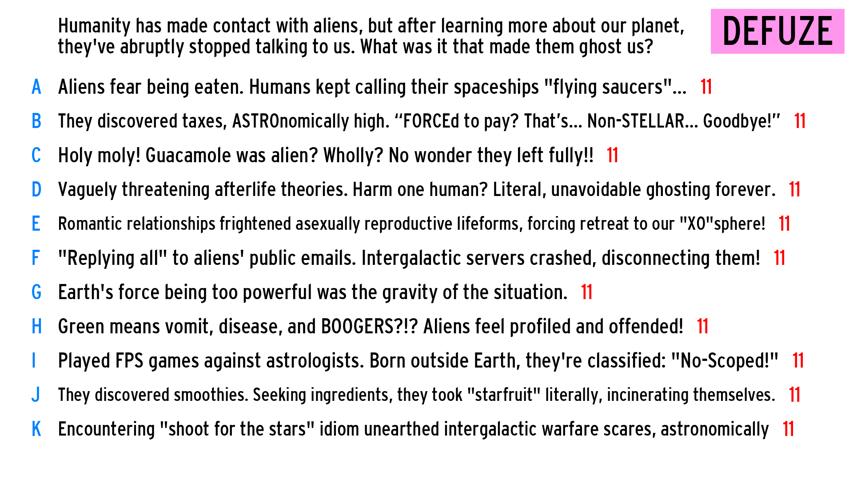 Humanity has made contact with aliens, but after learning more about our planet,
they've abruptly stopped talking to us. What was it that made them ghost us?
DEFUZE
A Aliens fear being eaten. Humans kept calling their spaceships "flying saucers"... 11
B They discovered taxes, ASTROnomically high. “FORCEd to pay? That’s... Non-STELLAR... Goodbye!” 11
C Holy moly! Guacamole was alien? Wholly? No wonder they left fully!! 11
D Vaguely threatening afterlife theories. Harm one human? Literal, unavoidable ghosting forever. 11
E Romantic relationships frightened asexually reproductive lifeforms, forcing retreat to our "XO"sphere! 11
F "Replying all" to aliens' public emails. Intergalactic servers crashed, disconnecting them! 11
G Earth's force being too powerful was the gravity of the situation. 11
H Green means vomit, disease, and BOOGERS?!? Aliens feel profiled and offended! 11
I Played FPS games against astrologists. Born outside Earth, they're classified: "No-Scoped!" 11
J They discovered smoothies. Seeking ingredients, they took "starfruit" literally, incinerating themselves. 11
K Encountering "shoot for the stars" idiom unearthed intergalactic warfare scares, astronomically 11